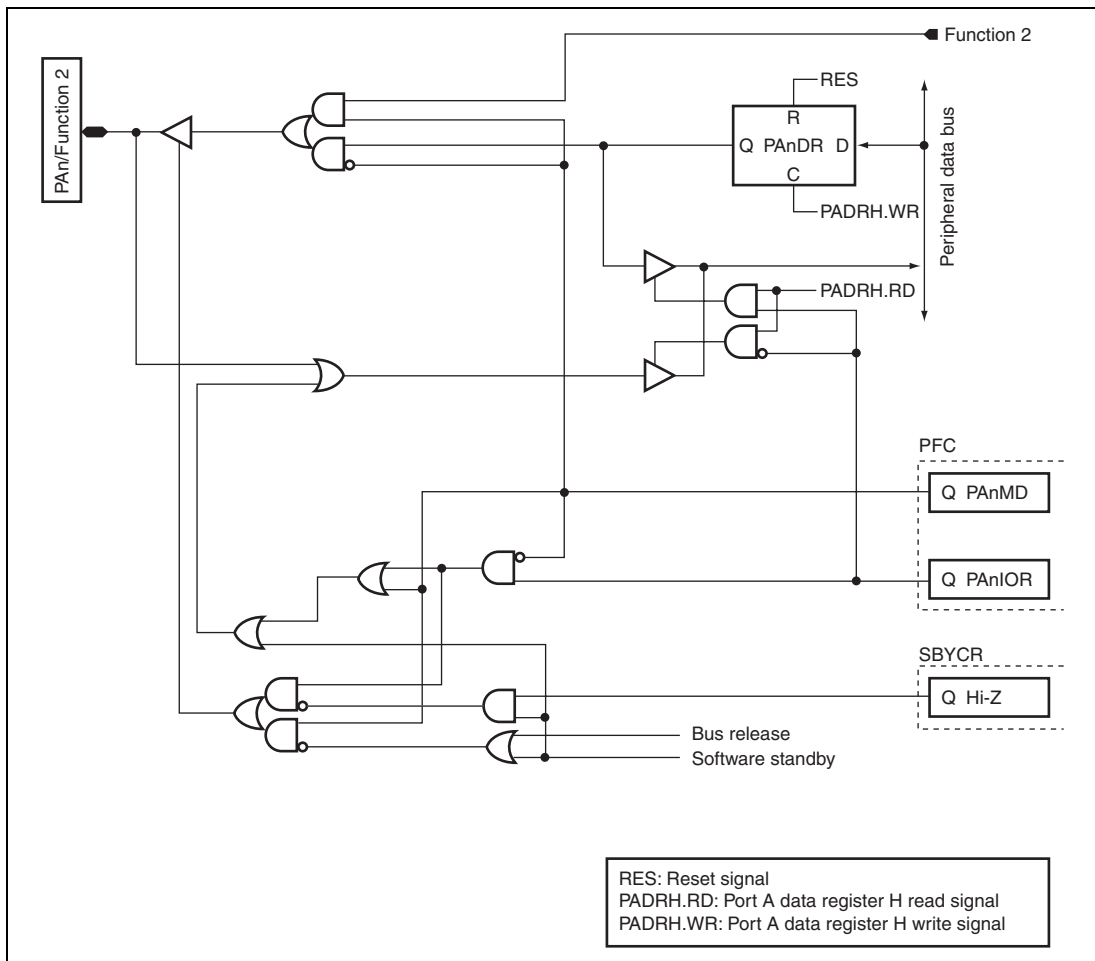 Function 2
PAn/Function 2
RES
R
Q PAnDR D
C
PADRH.WR
Peripheral data bus
PADRH.RD
PFC
Q PAnMD
Q PAnIOR
SBYCR
Q Hi-Z
Bus release
Software standby
RES: Reset signal
PADRH.RD: Port A data register H read signal
PADRH.WR: Port A data register H write signal